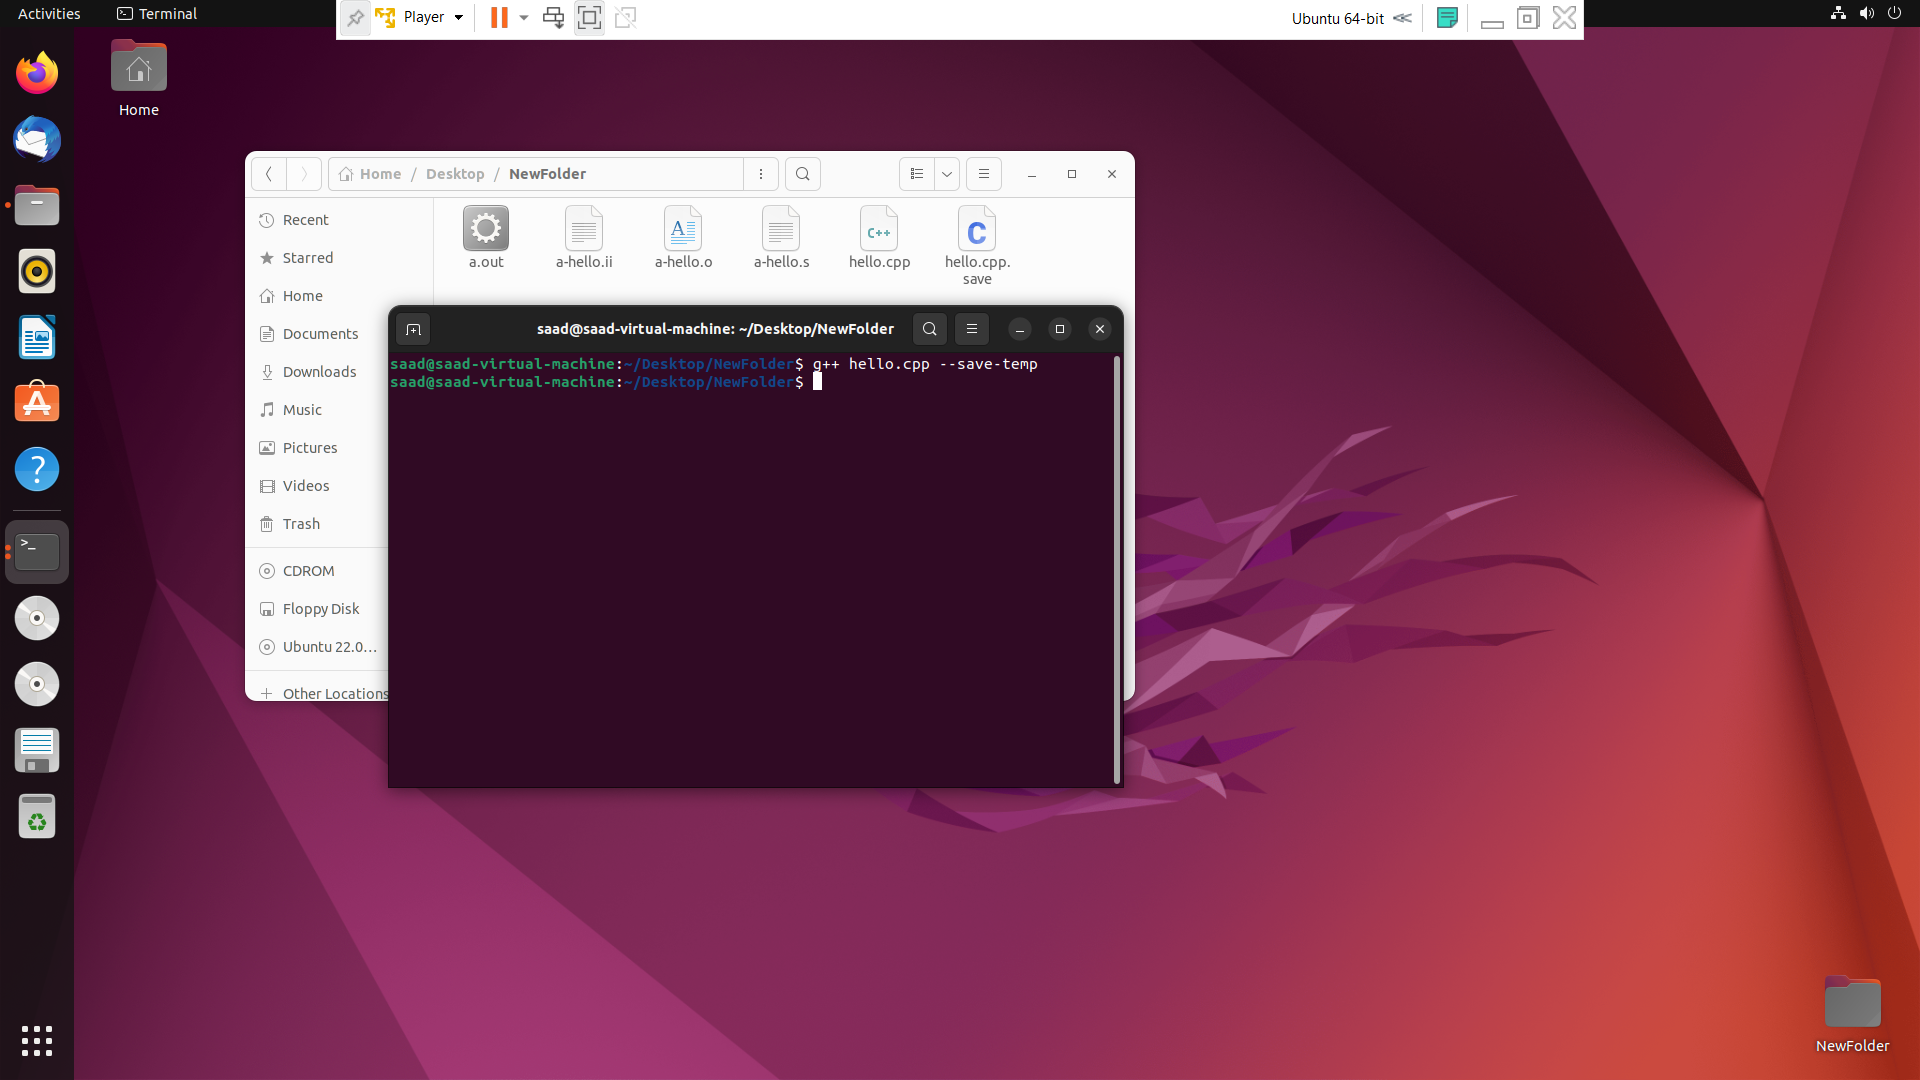 Activities
Terminal
Player
Ubuntu 64-bit
Home
Home / Desktop / NewFolder
Recent
Starred
Home
Documents
Downloads
Music
Pictures
Videos
Trash
CDROM
Floppy Disk
Ubuntu 22.0...
Other Locations
a.out
a-hello.ii
a-hello.o
a-hello.s
C++
hello.cpp
C
hello.cpp.
save
saad@saad-virtual-machine: ~/Desktop/NewFolder
saad@saad-virtual-machine:~/Desktop/NewFolder$ g++ hello.cpp --save-temp
saad@saad-virtual-machine:~/Desktop/NewFolder$
NewFolder